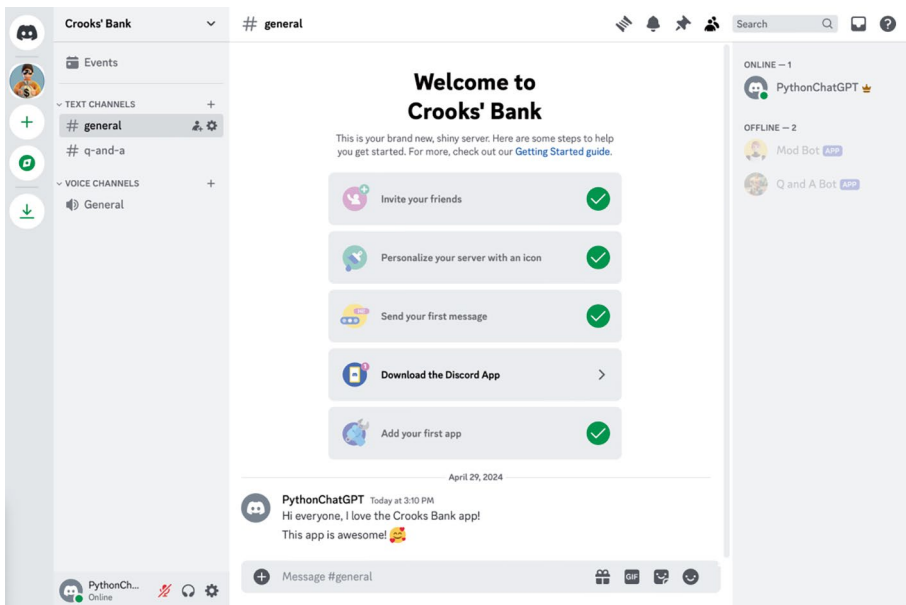 Crooks' Bank
Events
TEXT CHANNELS
# general
# q-and-a
VOICE CHANNELS
General
PythonCh...
Online
# general
Search
Welcome to
Crooks' Bank
This is your brand new, shiny server. Here are some steps to help
you get started. For more, check out our Getting Started guide.
Invite your friends
Personalize your server with an icon
Send your first message
Download the Discord App
Add your first app
April 29, 2024
PythonChatGPT Today at 3:10 PM
Hi everyone, I love the Crooks Bank app!
This app is awesome! 🥰
Message #general
GIF
ONLINE — 1
PythonChatGPT
OFFLINE — 2
Mod Bot APP
Q and A Bot APP